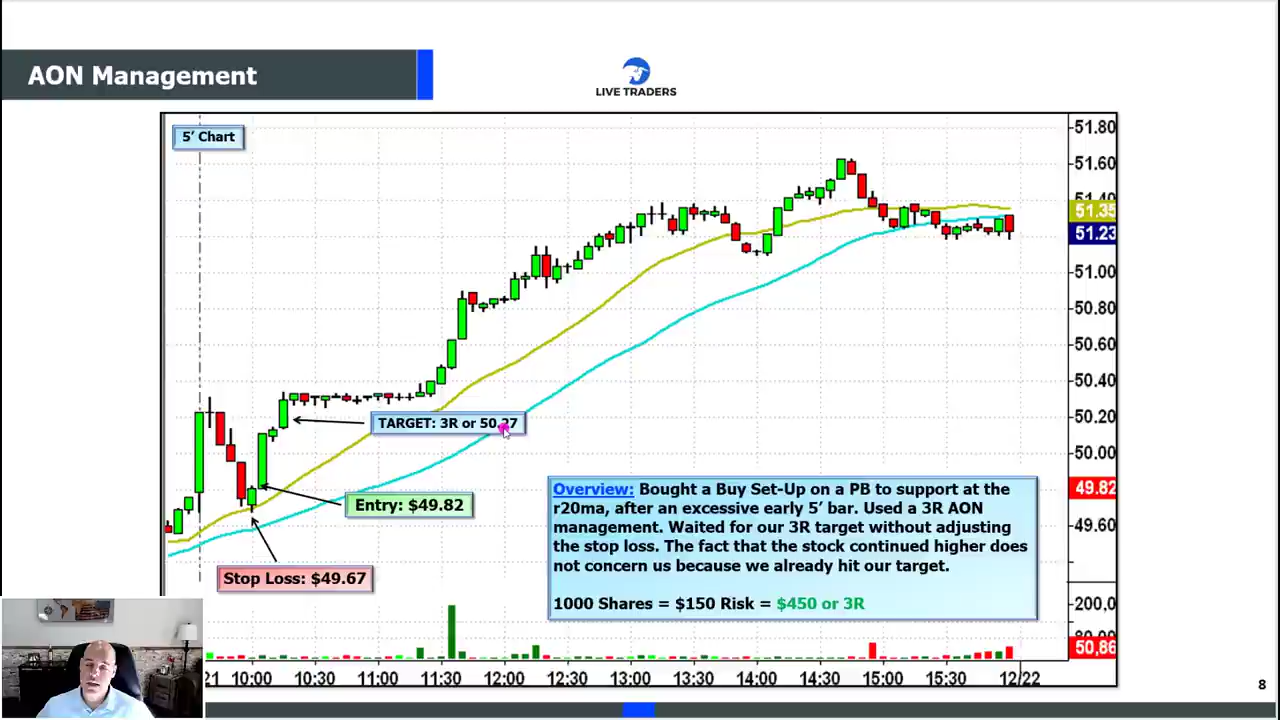 AON Management
LIVE TRADERS
5' Chart
51.80
51.60
51.40
51.35
51.23
51.00
50.80
50.60
50.40
50.20
50.00
49.82
49.60
TARGET: 3R or 50.27
Entry: $49.82
Stop Loss: $49.67
Overview: Bought a Buy Set-Up on a PB to support at the
r20ma, after an excessive early 5' bar. Used a 3R AON
management. Waited for our 3R target without adjusting
the stop loss. The fact that the stock continued higher does
not concern us because we already hit our target.
1000 Shares = $150 Risk = $450 or 3R
200,0
50,86
21 10:00 10:30 11:00 11:30 12:00 12:30 13:00 13:30 14:00 14:30 15:00 15:30 12/22
8